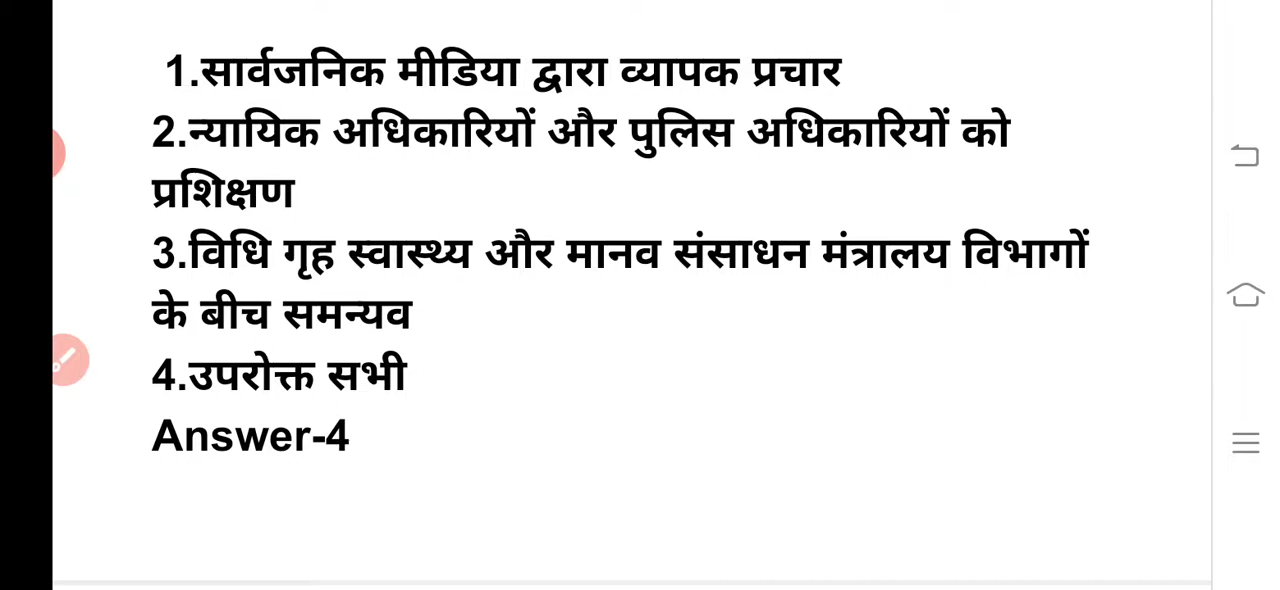 1.सार्वजनिक मीडिया द्वारा व्यापक प्रचार
2.न्यायिक अधिकारियों और पुलिस अधिकारियों को
प्रशिक्षण
3.विधि गृह स्वास्थ्य और मानव संसाधन मंत्रालय विभागों
के बीच समन्यव
4.उपरोक्त सभी
Answer-4